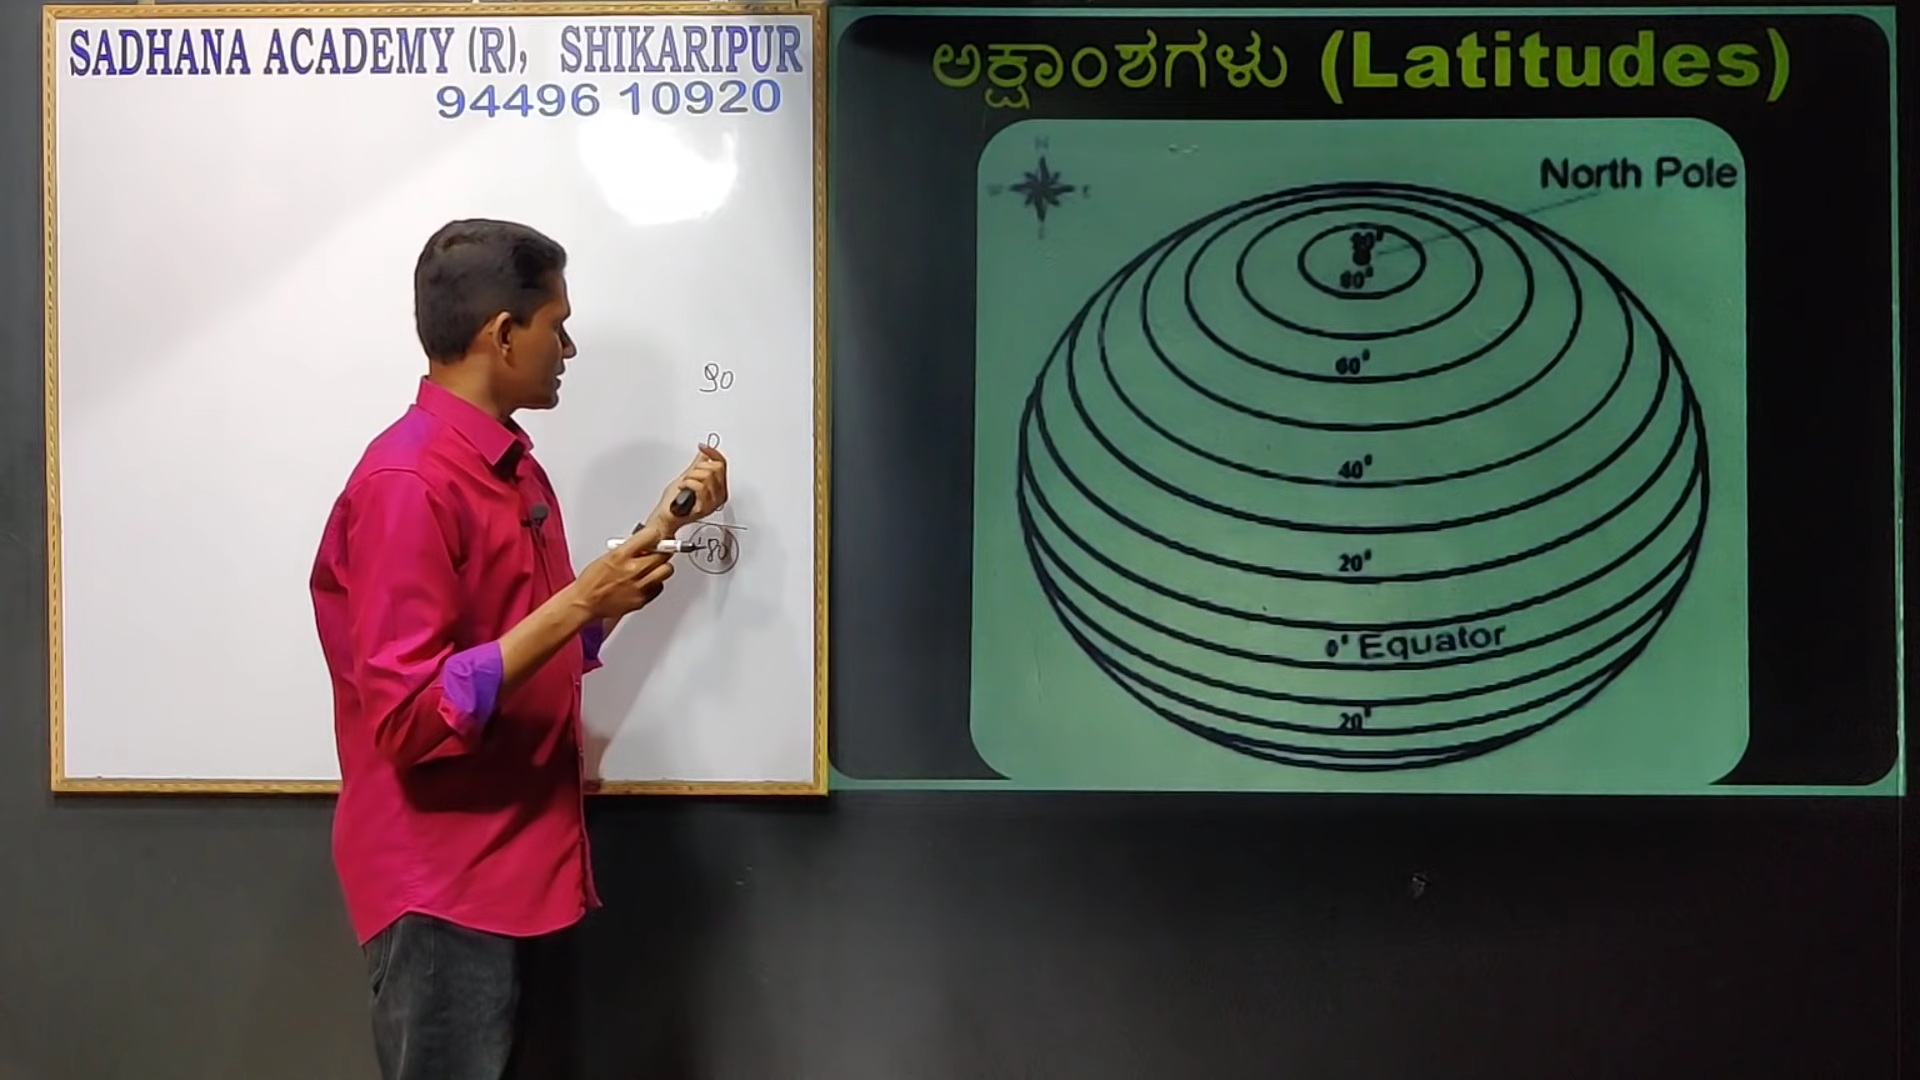 SADHANA ACADEMY (R), SHIKARIPUR
94496 10920
90
180
ಅಕ್ಷಾಂಶಗಳು (Latitudes)
N
W E
North Pole
90°
80°
60°
40°
20°
0° Equator
20°